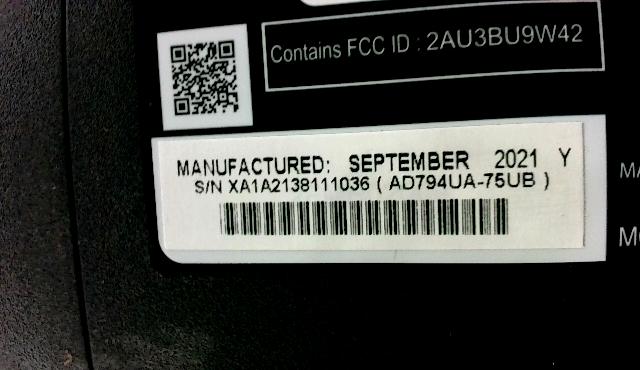 Contains FCC ID : 2AU3BU9W42
MANUFACTURED: SEPTEMBER 2021 Y
S/N XA1A2138111036 ( AD794UA-75UB )